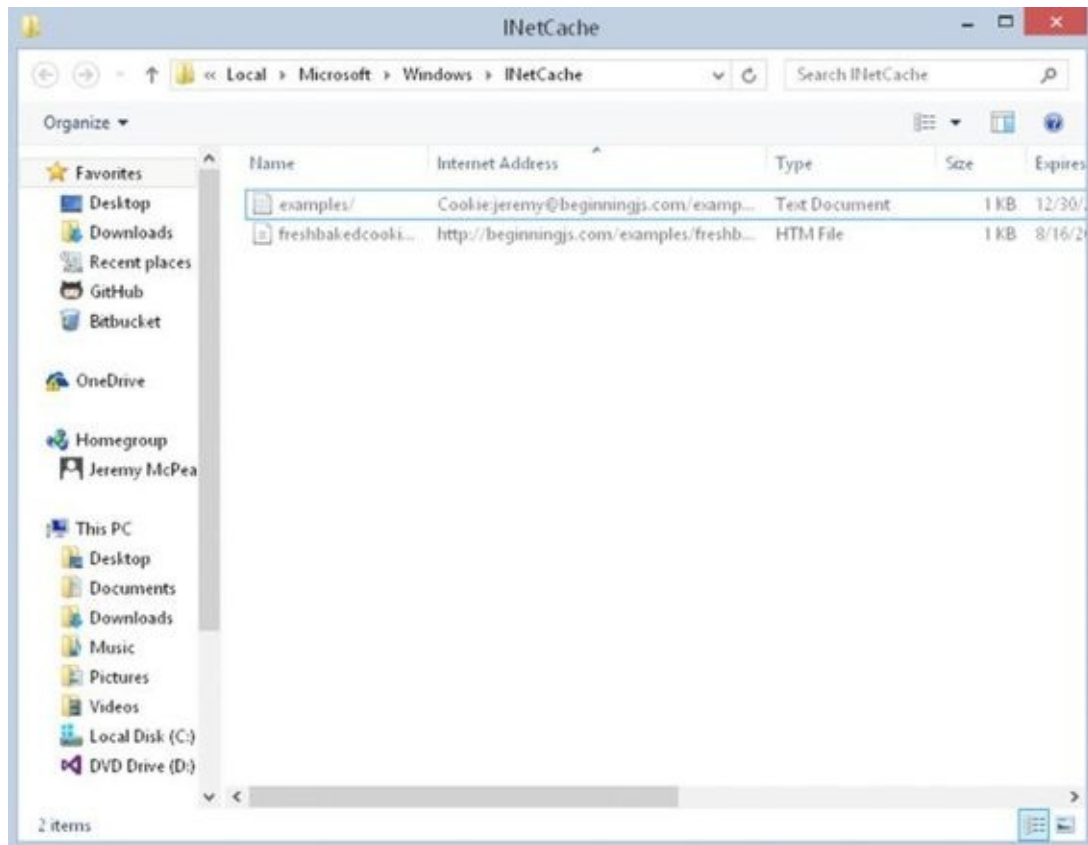 INetCache
« Local ▸ Microsoft ▸ Windows ▸ INetCache
Search INetCache
Organize
Name Internet Address Type Size Expires
examples/ Cookie:jeremy@beginningjs.com/examp... Text Document 1 KB 12/30/
freshbakedcooki... http://beginningjs.com/examples/freshb... HTM File 1 KB 8/16/2
Favorites
Desktop
Downloads
Recent places
GitHub
Bitbucket
OneDrive
Homegroup
Jeremy McPea
This PC
Desktop
Documents
Downloads
Music
Pictures
Videos
Local Disk (C:)
DVD Drive (D:)
2 items